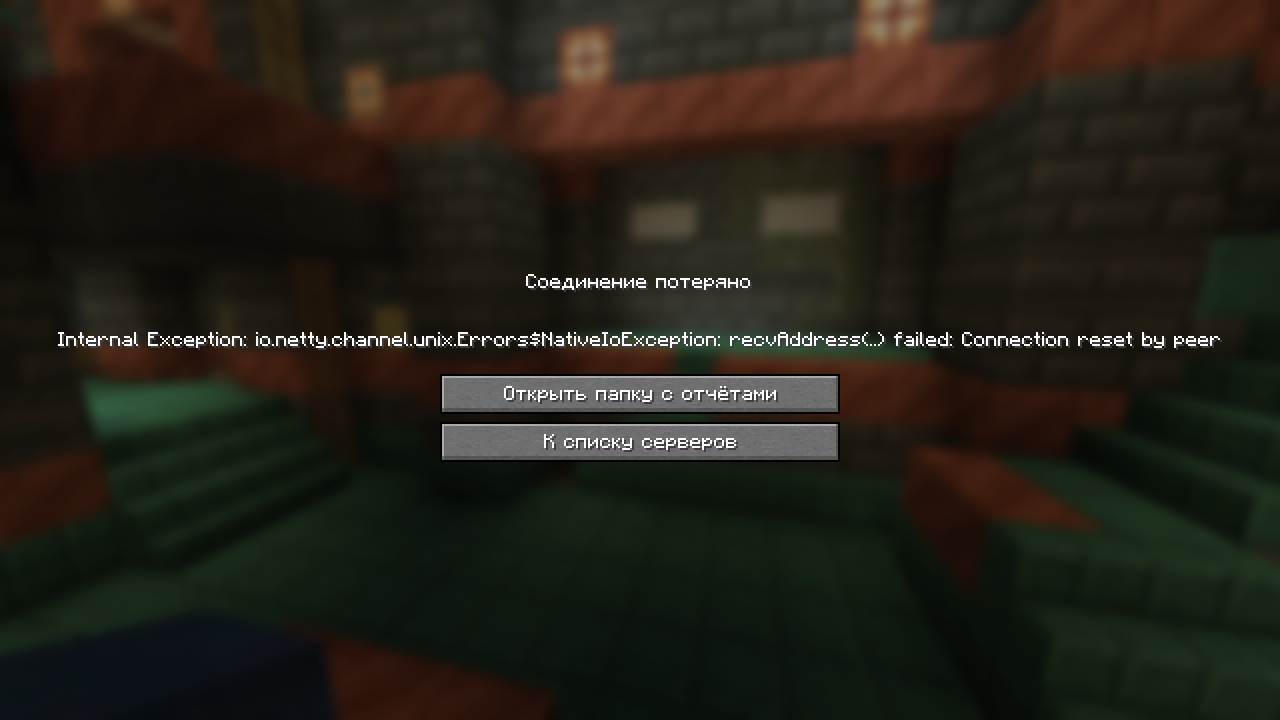 Соединение потеряно
Internal Exception: io.netty.channel.unix.Errors$NativeIoException: recvAddress(..) failed: Connection reset by peer
Открыть папку с отчётами
К списку серверов